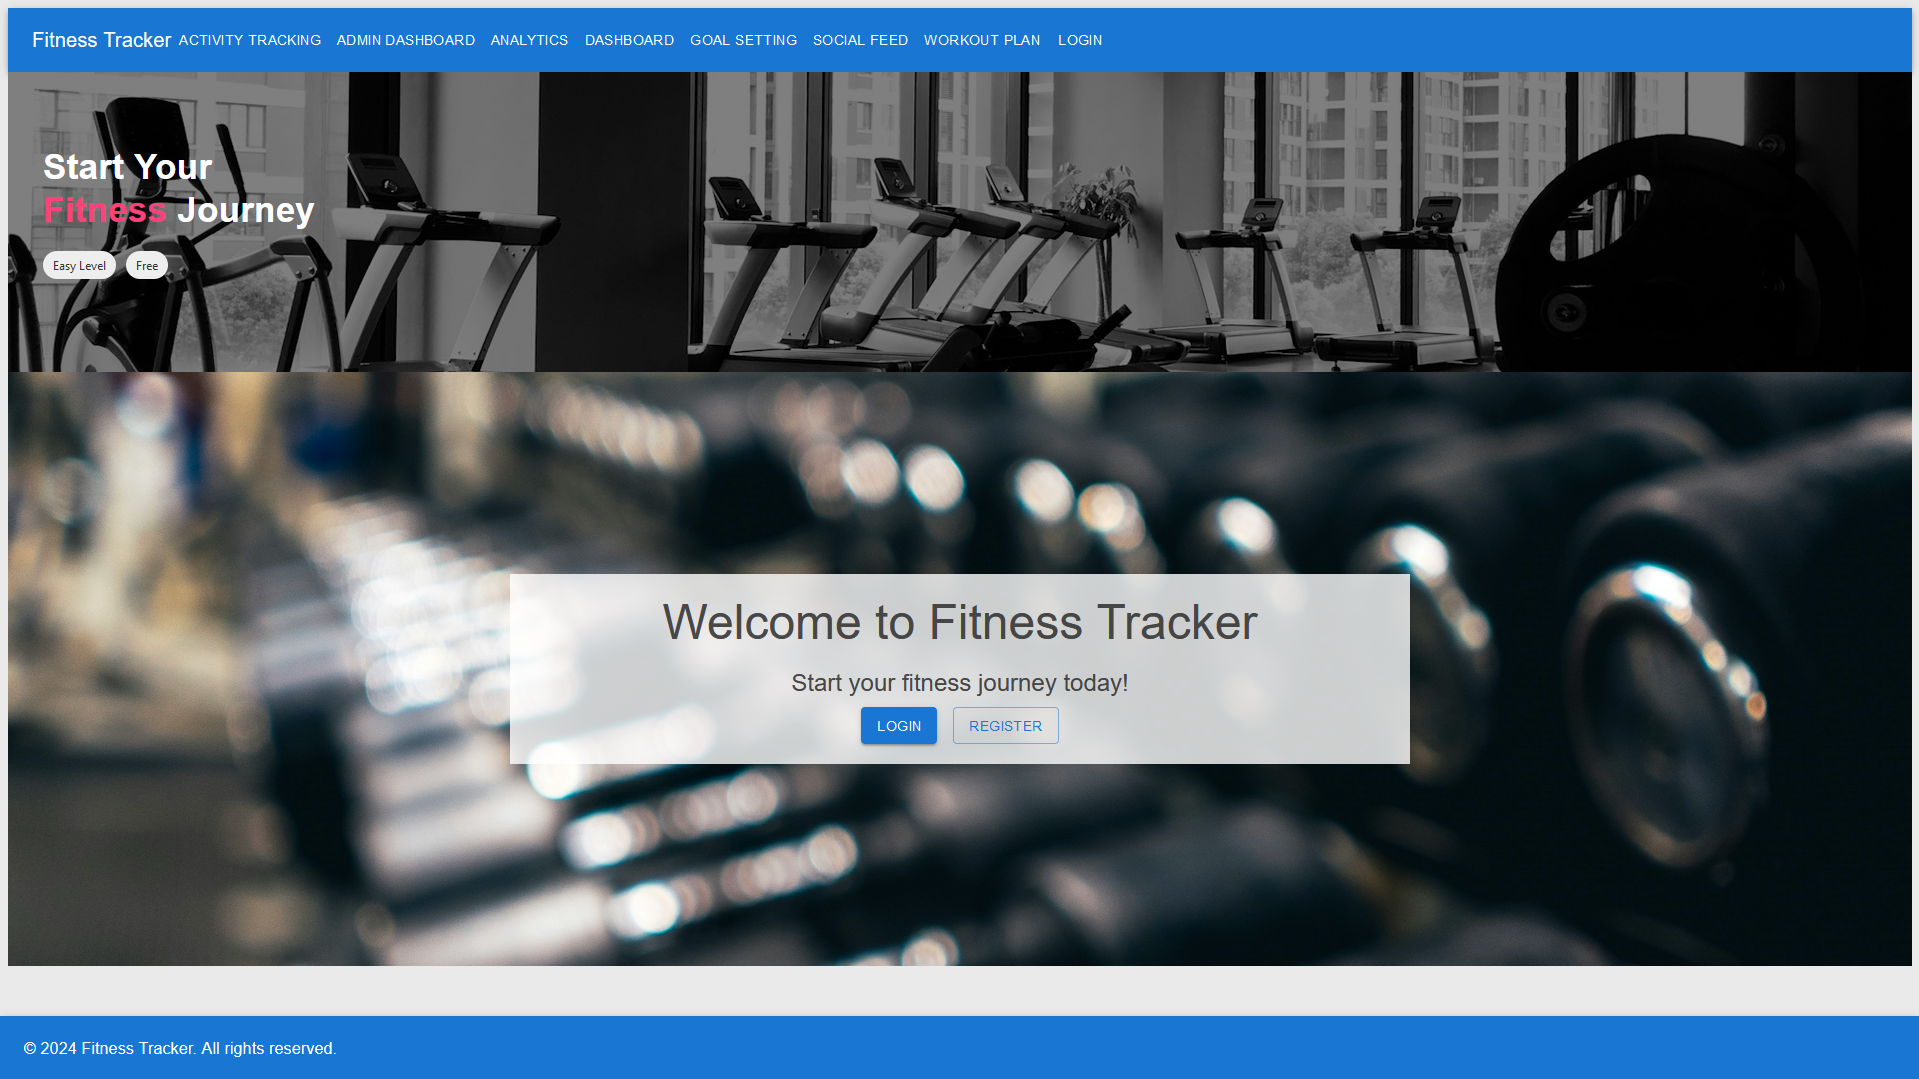 Fitness Tracker ACTIVITY TRACKING ADMIN DASHBOARD ANALYTICS DASHBOARD GOAL SETTING SOCIAL FEED WORKOUT PLAN LOGIN
Start Your
Fitness Journey
Easy Level Free
Welcome to Fitness Tracker
Start your fitness journey today!
LOGIN REGISTER
© 2024 Fitness Tracker. All rights reserved.